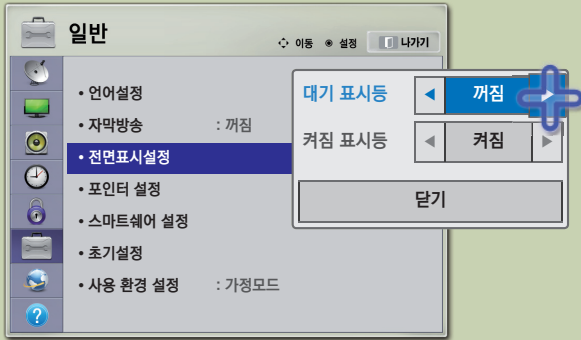 일반
이동 설정 나가기
• 언어설정
• 자막방송 : 꺼짐
• 전면표시설정
• 포인터 설정
• 스마트쉐어 설정
• 초기설정
• 사용 환경 설정 : 가정모드
대기 표시등 ◀ 꺼짐 ▶
켜짐 표시등 ◀ 켜짐 ▶
닫기
?